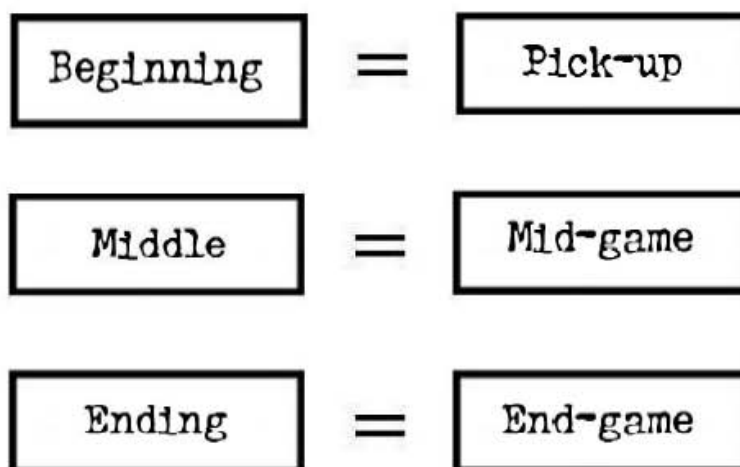 Beginning = Pick-up
Middle = Mid-game
Ending = End-game